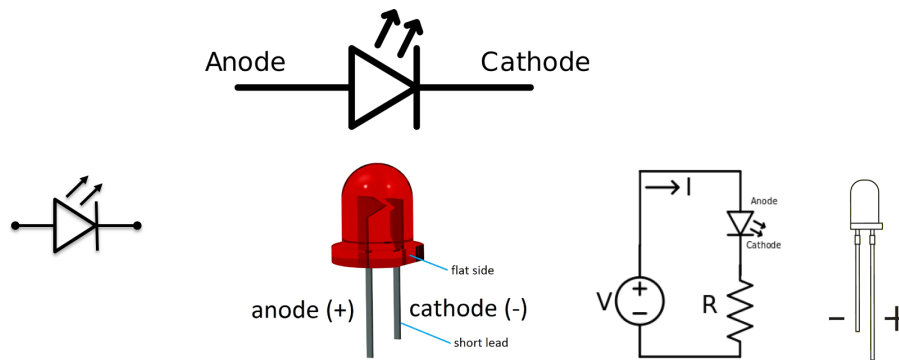 Anode
Cathode
flat side
anode (+)
cathode (-)
short lead
I
Anode
Cathode
V
+
−
R
−
+